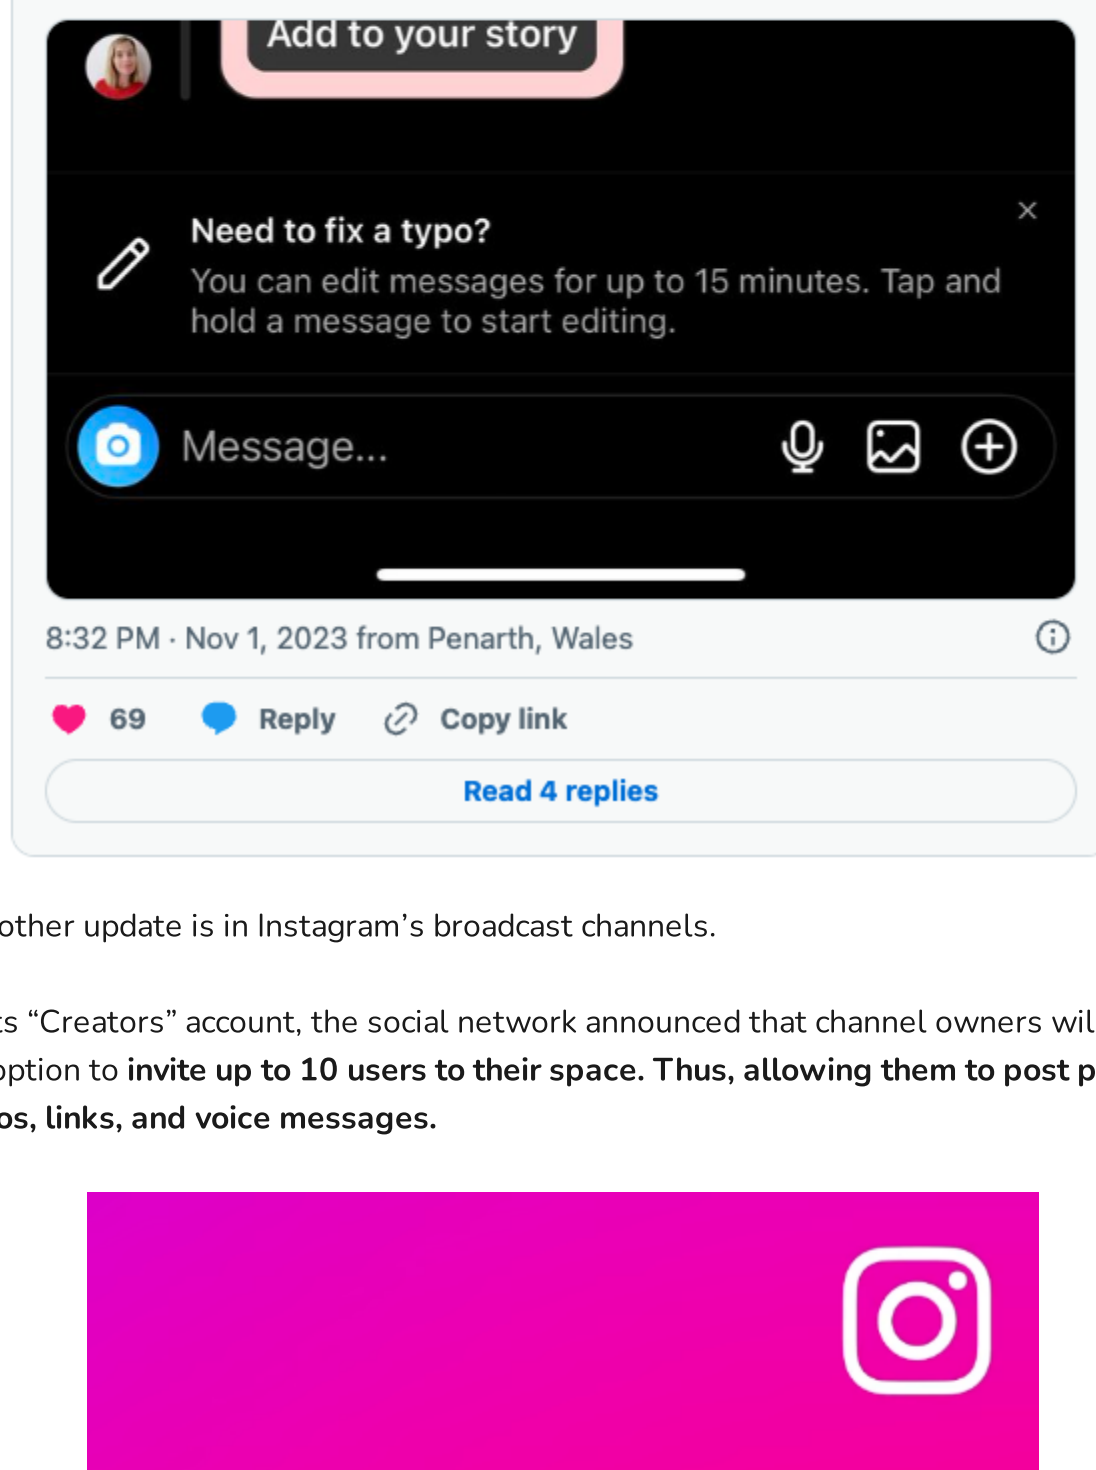 Add to your story
Need to fix a typo?
You can edit messages for up to 15 minutes. Tap and
hold a message to start editing.
Message...
8:32 PM · Nov 1, 2023 from Penarth, Wales
69 Reply Copy link
Read 4 replies
other update is in Instagram’s broadcast channels.
ts “Creators” account, the social network announced that channel owners wil
option to invite up to 10 users to their space. Thus, allowing them to post p
os, links, and voice messages.